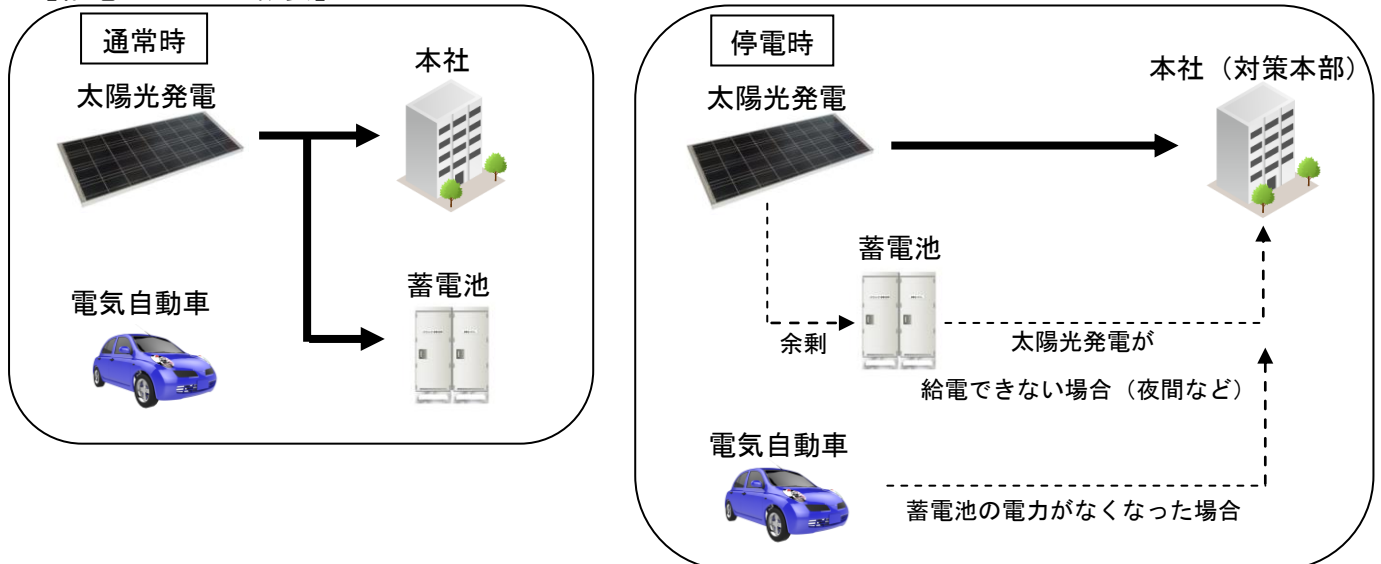 通常時
太陽光発電
本社
電気自動車
蓄電池
停電時
太陽光発電
本社（対策本部）
蓄電池
余剰
太陽光発電が
給電できない場合（夜間など）
電気自動車
蓄電池の電力がなくなった場合